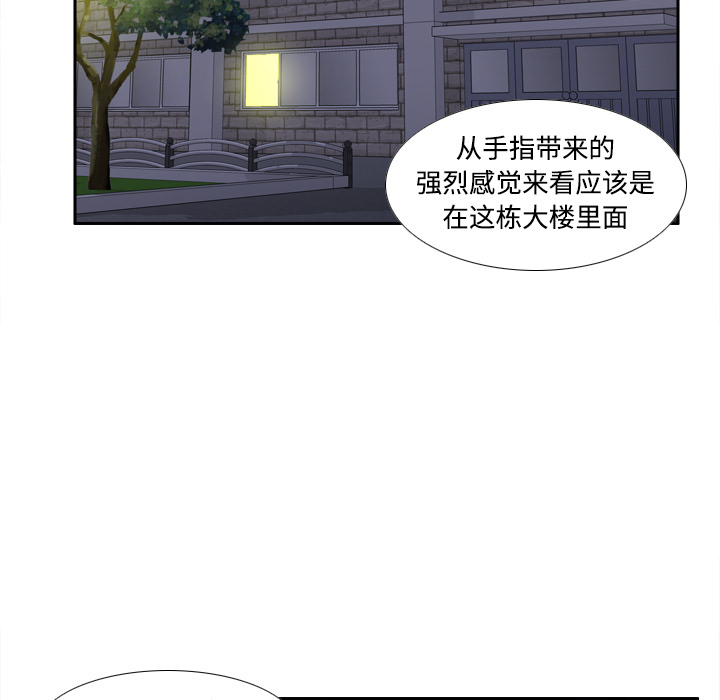 从手指带来的
强烈感觉来看应该是
在这栋大楼里面